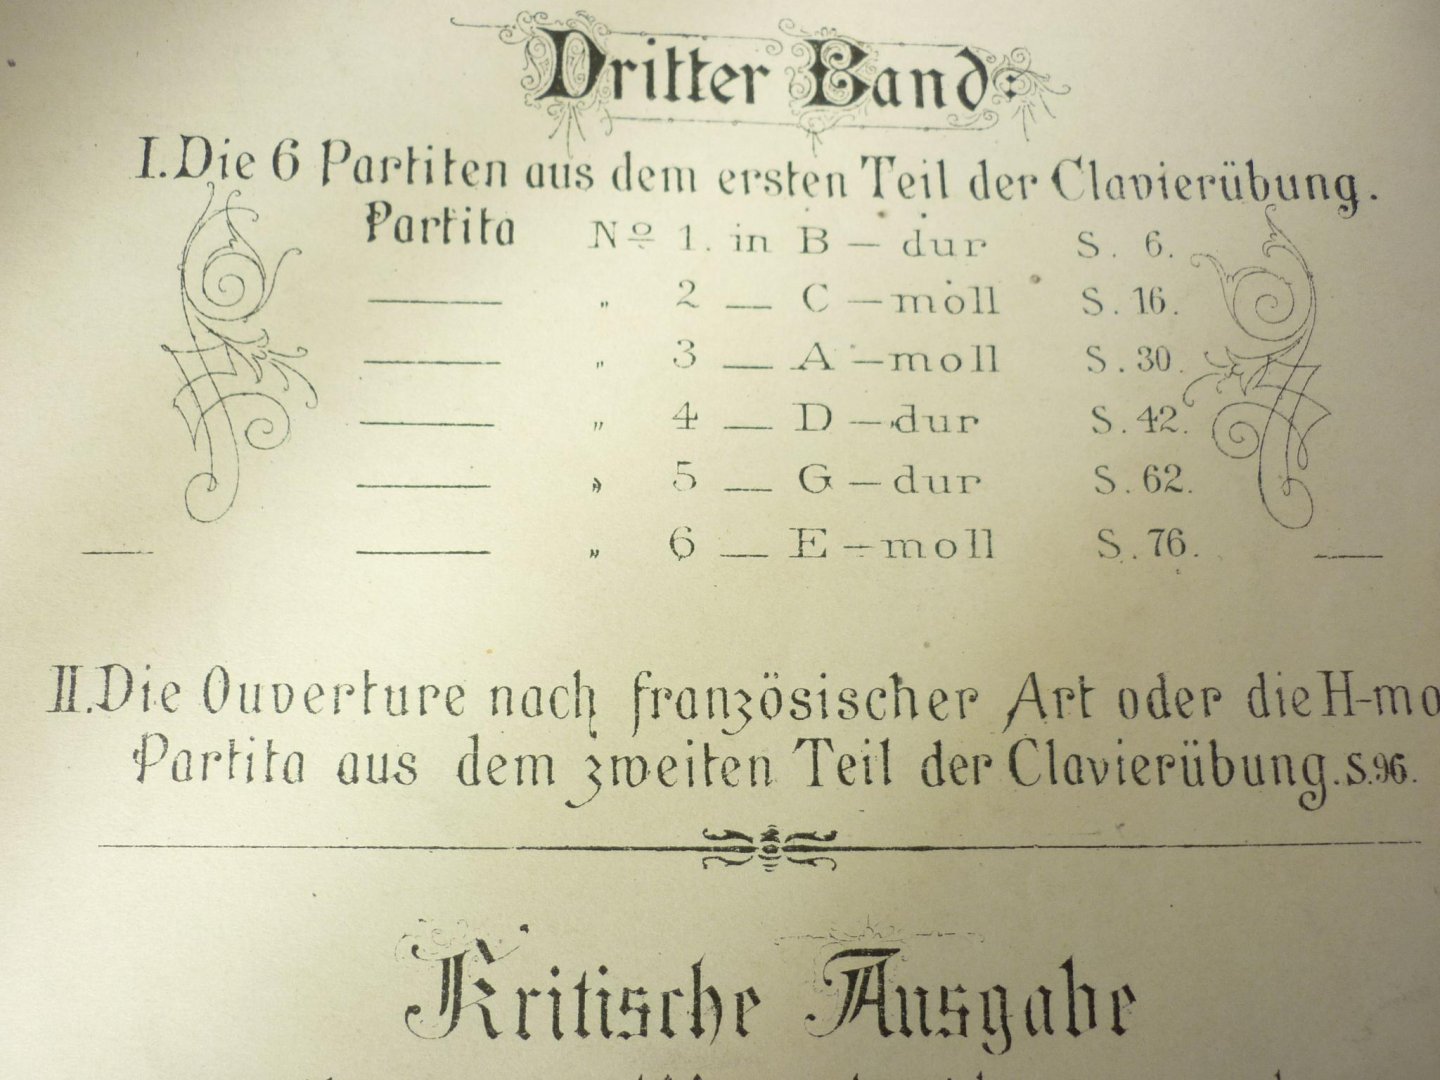 Dritter Band:
I. Die 6 Partiten aus dem ersten Teil der Clavierübung.
Partita No 1. in B — dur S. 6.
— „ 2 — C — moll S. 16.
— „ 3 — A — moll S. 30.
— „ 4 — D — dur S. 42.
— „ 5 — G — dur S. 62.
— „ 6 — E — moll S. 76.
II. Die Ouverture nach französischer Art oder die H-mo
Partita aus dem zweiten Teil der Clavierübung. S. 96.
Kritische Ausgabe